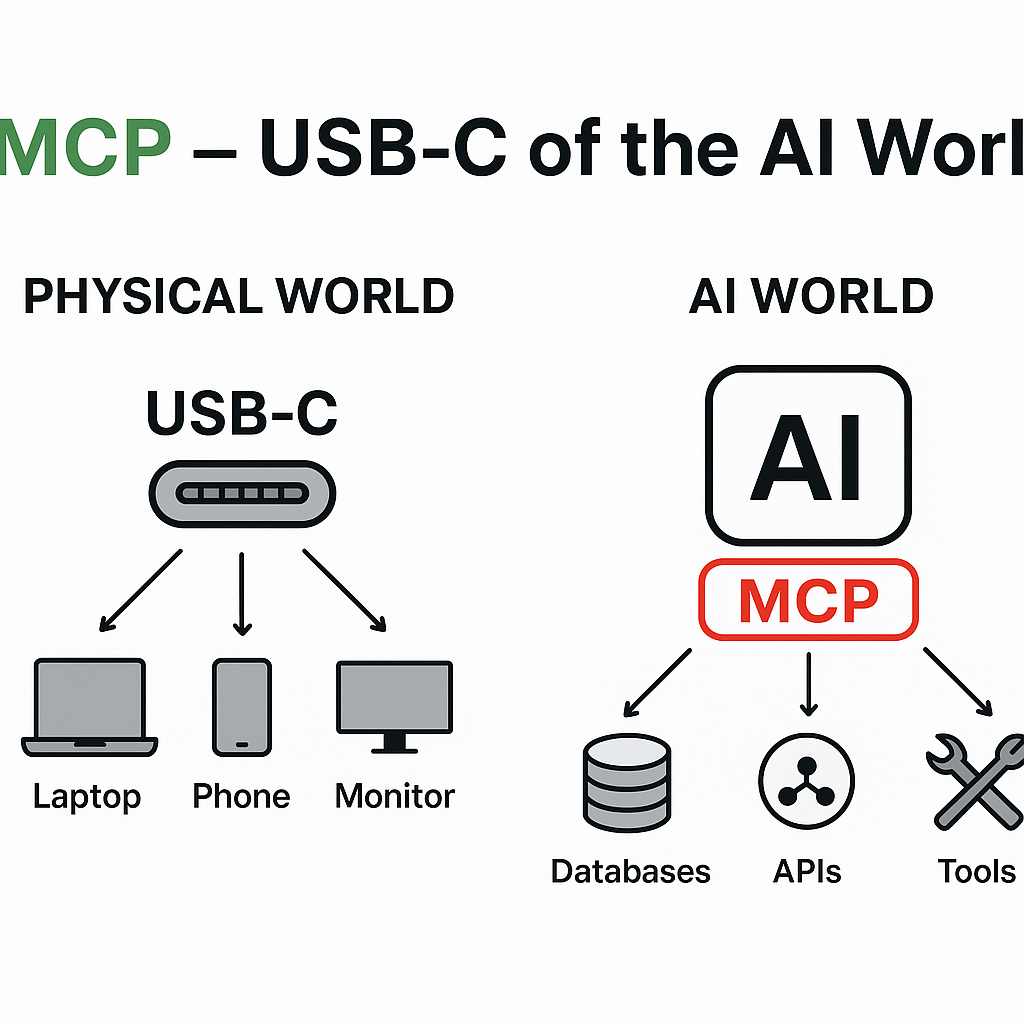 MCP – USB-C of the AI Worl
PHYSICAL WORLD
USB-C
Laptop Phone Monitor
AI WORLD
AI
MCP
Databases APIs Tools